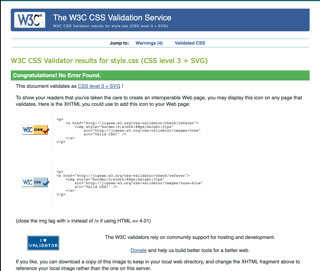 W3C The W3C CSS Validation Service
W3C CSS Validator results for style.css (CSS level 3 + SVG)
Jump to: Warnings (4) Validated CSS
W3C CSS Validator results for style.css (CSS level 3 + SVG)
Congratulations! No Error Found.
This document validates as CSS level 3 + SVG !
To show your readers that you've taken the care to create an interoperable Web page, you may display this icon on any page that
validates. Here is the XHTML you could use to add this icon to your Web page:
<p>
<a href="http://jigsaw.w3.org/css-validator/check/referer">
<img style="border:0;width:88px;height:31px"
src="http://jigsaw.w3.org/css-validator/images/vcss"
alt="Valid CSS!" />
</a>
</p>
W3C css
<p>
<a href="http://jigsaw.w3.org/css-validator/check/referer">
<img style="border:0;width:88px;height:31px"
src="http://jigsaw.w3.org/css-validator/images/vcss-blue"
alt="Valid CSS!" />
</a>
</p>
W3C css
(close the img tag with > instead of /> if using HTML <= 4.01)
I ♥
VALIDATOR
The W3C validators rely on community support for hosting and development.
Donate and help us build better tools for a better web.
If you like, you can download a copy of this image to keep in your local web directory, and change the XHTML fragment above to
reference your local image rather than the one on this server.